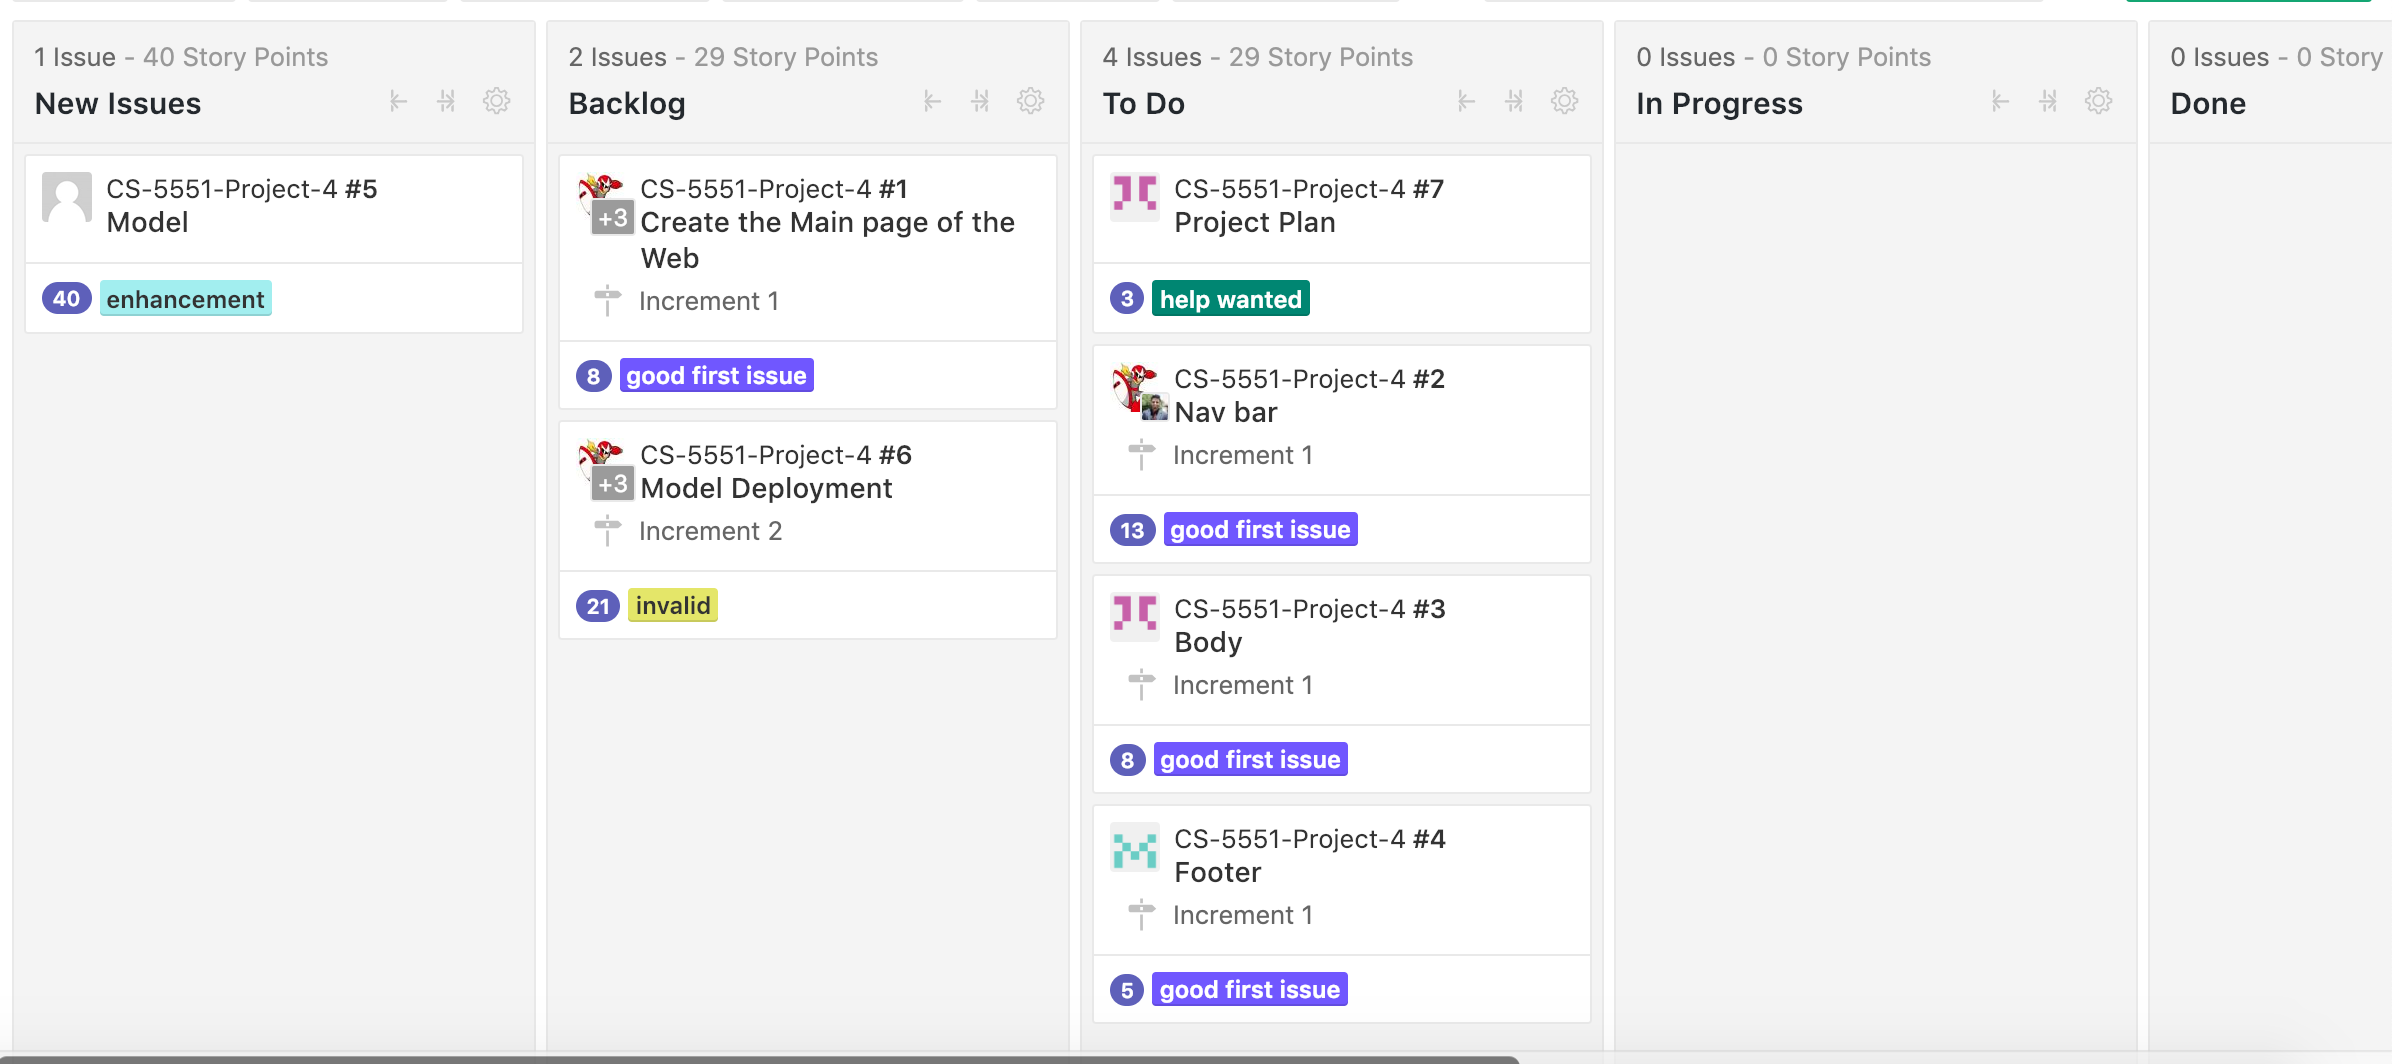 1 Issue - 40 Story Points
New Issues
CS-5551-Project-4 #5
Model
40 enhancement
2 Issues - 29 Story Points
Backlog
CS-5551-Project-4 #1
+3 Create the Main page of the
Web
Increment 1
8 good first issue
CS-5551-Project-4 #6
+3 Model Deployment
Increment 2
21 invalid
4 Issues - 29 Story Points
To Do
CS-5551-Project-4 #7
Project Plan
3 help wanted
CS-5551-Project-4 #2
Nav bar
Increment 1
13 good first issue
CS-5551-Project-4 #3
Body
Increment 1
8 good first issue
CS-5551-Project-4 #4
Footer
Increment 1
5 good first issue
0 Issues - 0 Story Points
In Progress
0 Issues - 0 Story
Done